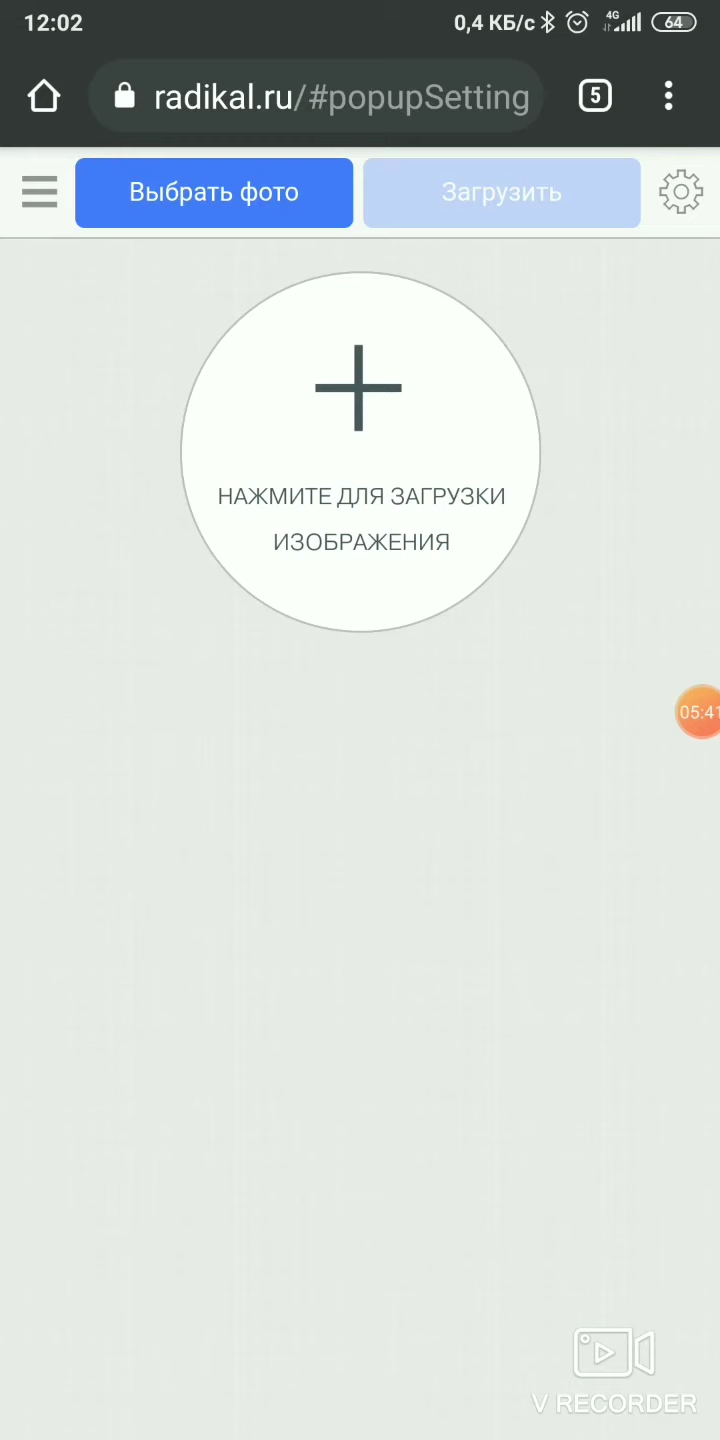 12:02
0,4 КБ/с 4G 64
radikal.ru/#popupSetting
5
Выбрать фото
Загрузить
НАЖМИТЕ ДЛЯ ЗАГРУЗКИ
ИЗОБРАЖЕНИЯ
05:41
V RECORDER